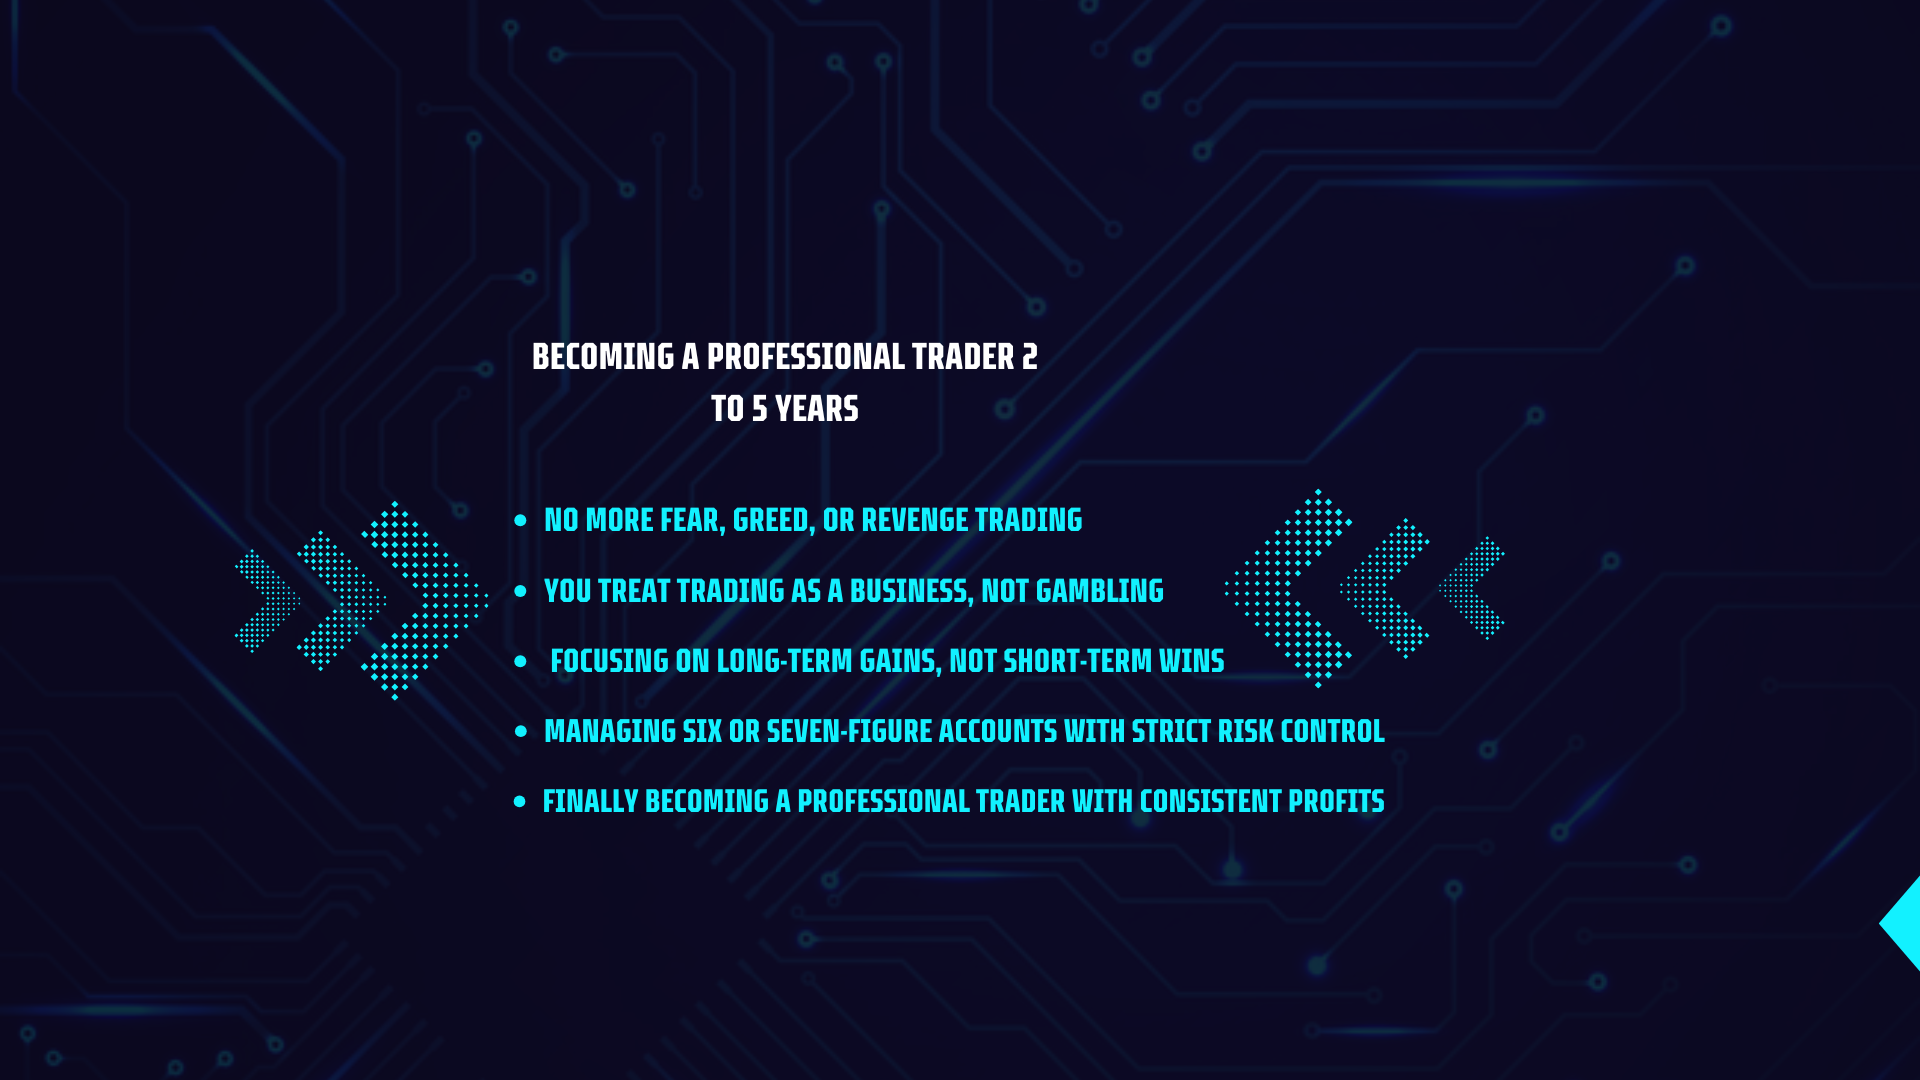 BECOMING A PROFESSIONAL TRADER 2
TO 5 YEARS
• NO MORE FEAR, GREED, OR REVENGE TRADING
• YOU TREAT TRADING AS A BUSINESS, NOT GAMBLING
• FOCUSING ON LONG-TERM GAINS, NOT SHORT-TERM WINS
• MANAGING SIX OR SEVEN-FIGURE ACCOUNTS WITH STRICT RISK CONTROL
• FINALLY BECOMING A PROFESSIONAL TRADER WITH CONSISTENT PROFITS